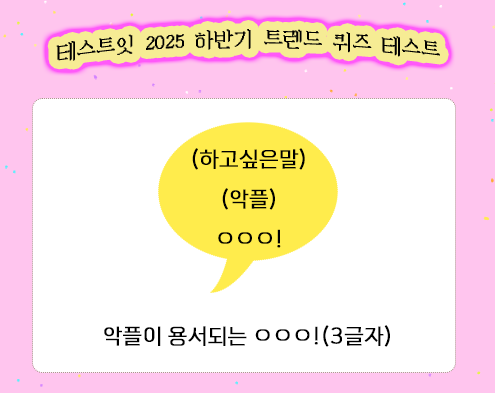 테스트잇 2025 하반기 트렌드 퀴즈 테스트
(하고싶은말)
(악플)
ㅇㅇㅇ!
악플이 용서되는 ㅇㅇㅇ!(3글자)